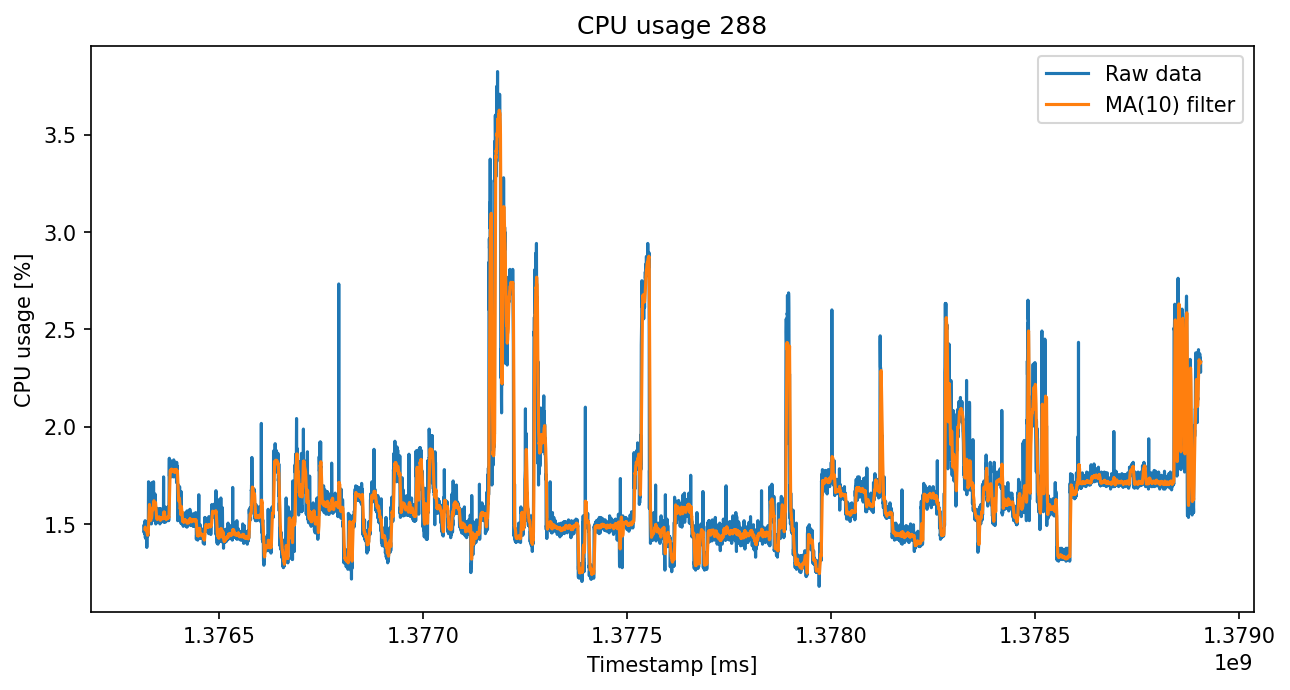 CPU usage 288
Raw data
MA(10) filter
CPU usage [%]
3.5
3.0
2.5
2.0
1.5
1.3765
1.3770
1.3775
1.3780
1.3785
1.3790
1e9
Timestamp [ms]